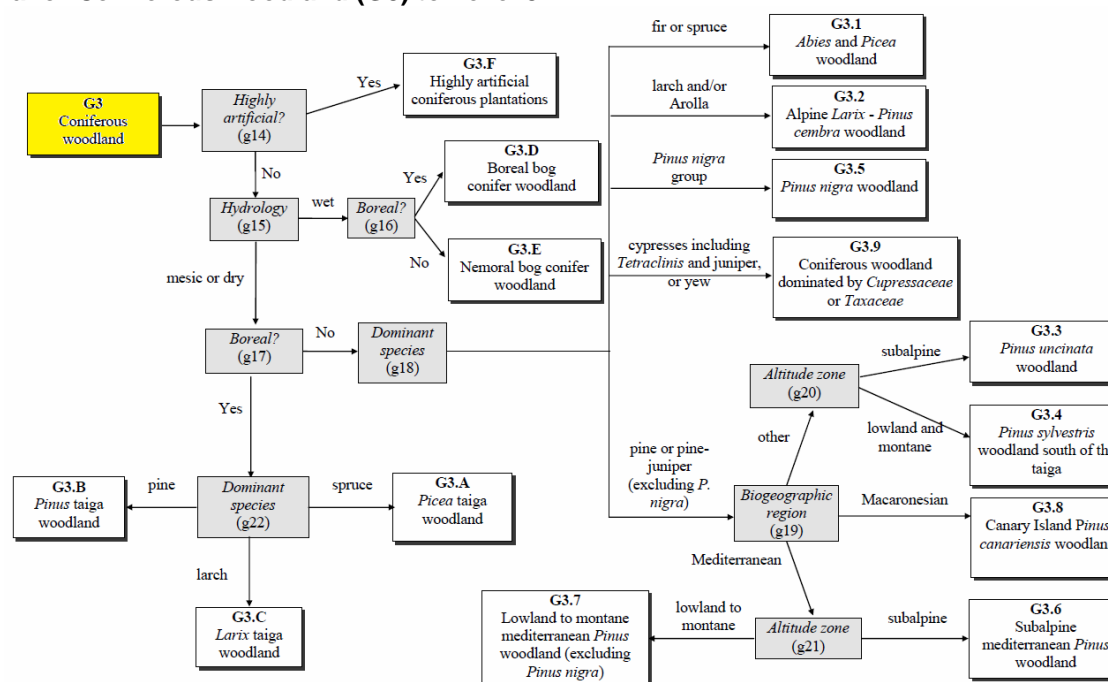 G3
Coniferous
woodland
Highly
artificial?
(g14)
Yes
G3.F
Highly artificial
coniferous plantations
No
Hydrology
(g15)
wet
Boreal?
(g16)
Yes
G3.D
Boreal bog
conifer woodland
No
G3.E
Nemoral bog conifer
woodland
mesic or dry
Boreal?
(g17)
No
Dominant
species
(g18)
Yes
Dominant
species
(g22)
pine
G3.B
Pinus taiga
woodland
spruce
G3.A
Picea taiga
woodland
larch
G3.C
Larix taiga
woodland
fir or spruce
G3.1
Abies and Picea
woodland
larch and/or
Arolla
G3.2
Alpine Larix - Pinus
cembra woodland
Pinus nigra
group
G3.5
Pinus nigra woodland
cypresses including
Tetraclinis and juniper,
or yew
G3.9
Coniferous woodland
dominated by Cupressaceae
or Taxaceae
pine or pine-
juniper
(excluding P.
nigra)
Biogeographic
region
(g19)
other
Altitude zone
(g20)
subalpine
G3.3
Pinus uncinata
woodland
lowland and
montane
G3.4
Pinus sylvestris
woodland south of the
taiga
Macaronesian
G3.8
Canary Island Pinus
canariensis woodland
Mediterranean
Altitude zone
(g21)
lowland to
montane
G3.7
Lowland to montane
mediterranean Pinus
woodland (excluding
Pinus nigra)
subalpine
G3.6
Subalpine
mediterranean Pinus
woodland